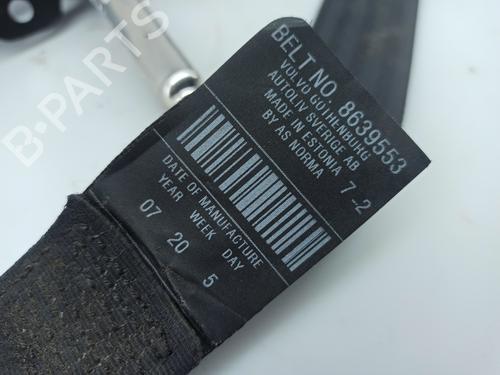 BELT NO 8639553
VOLVO GOTHENBURG
AUTOLIV SVERIGE AB
MADE IN ESTONIA 7-2
BY AS NORMA
DATE OF MANUFACTURE
YEAR WEEK DAY
07 20 5
B-PARTS